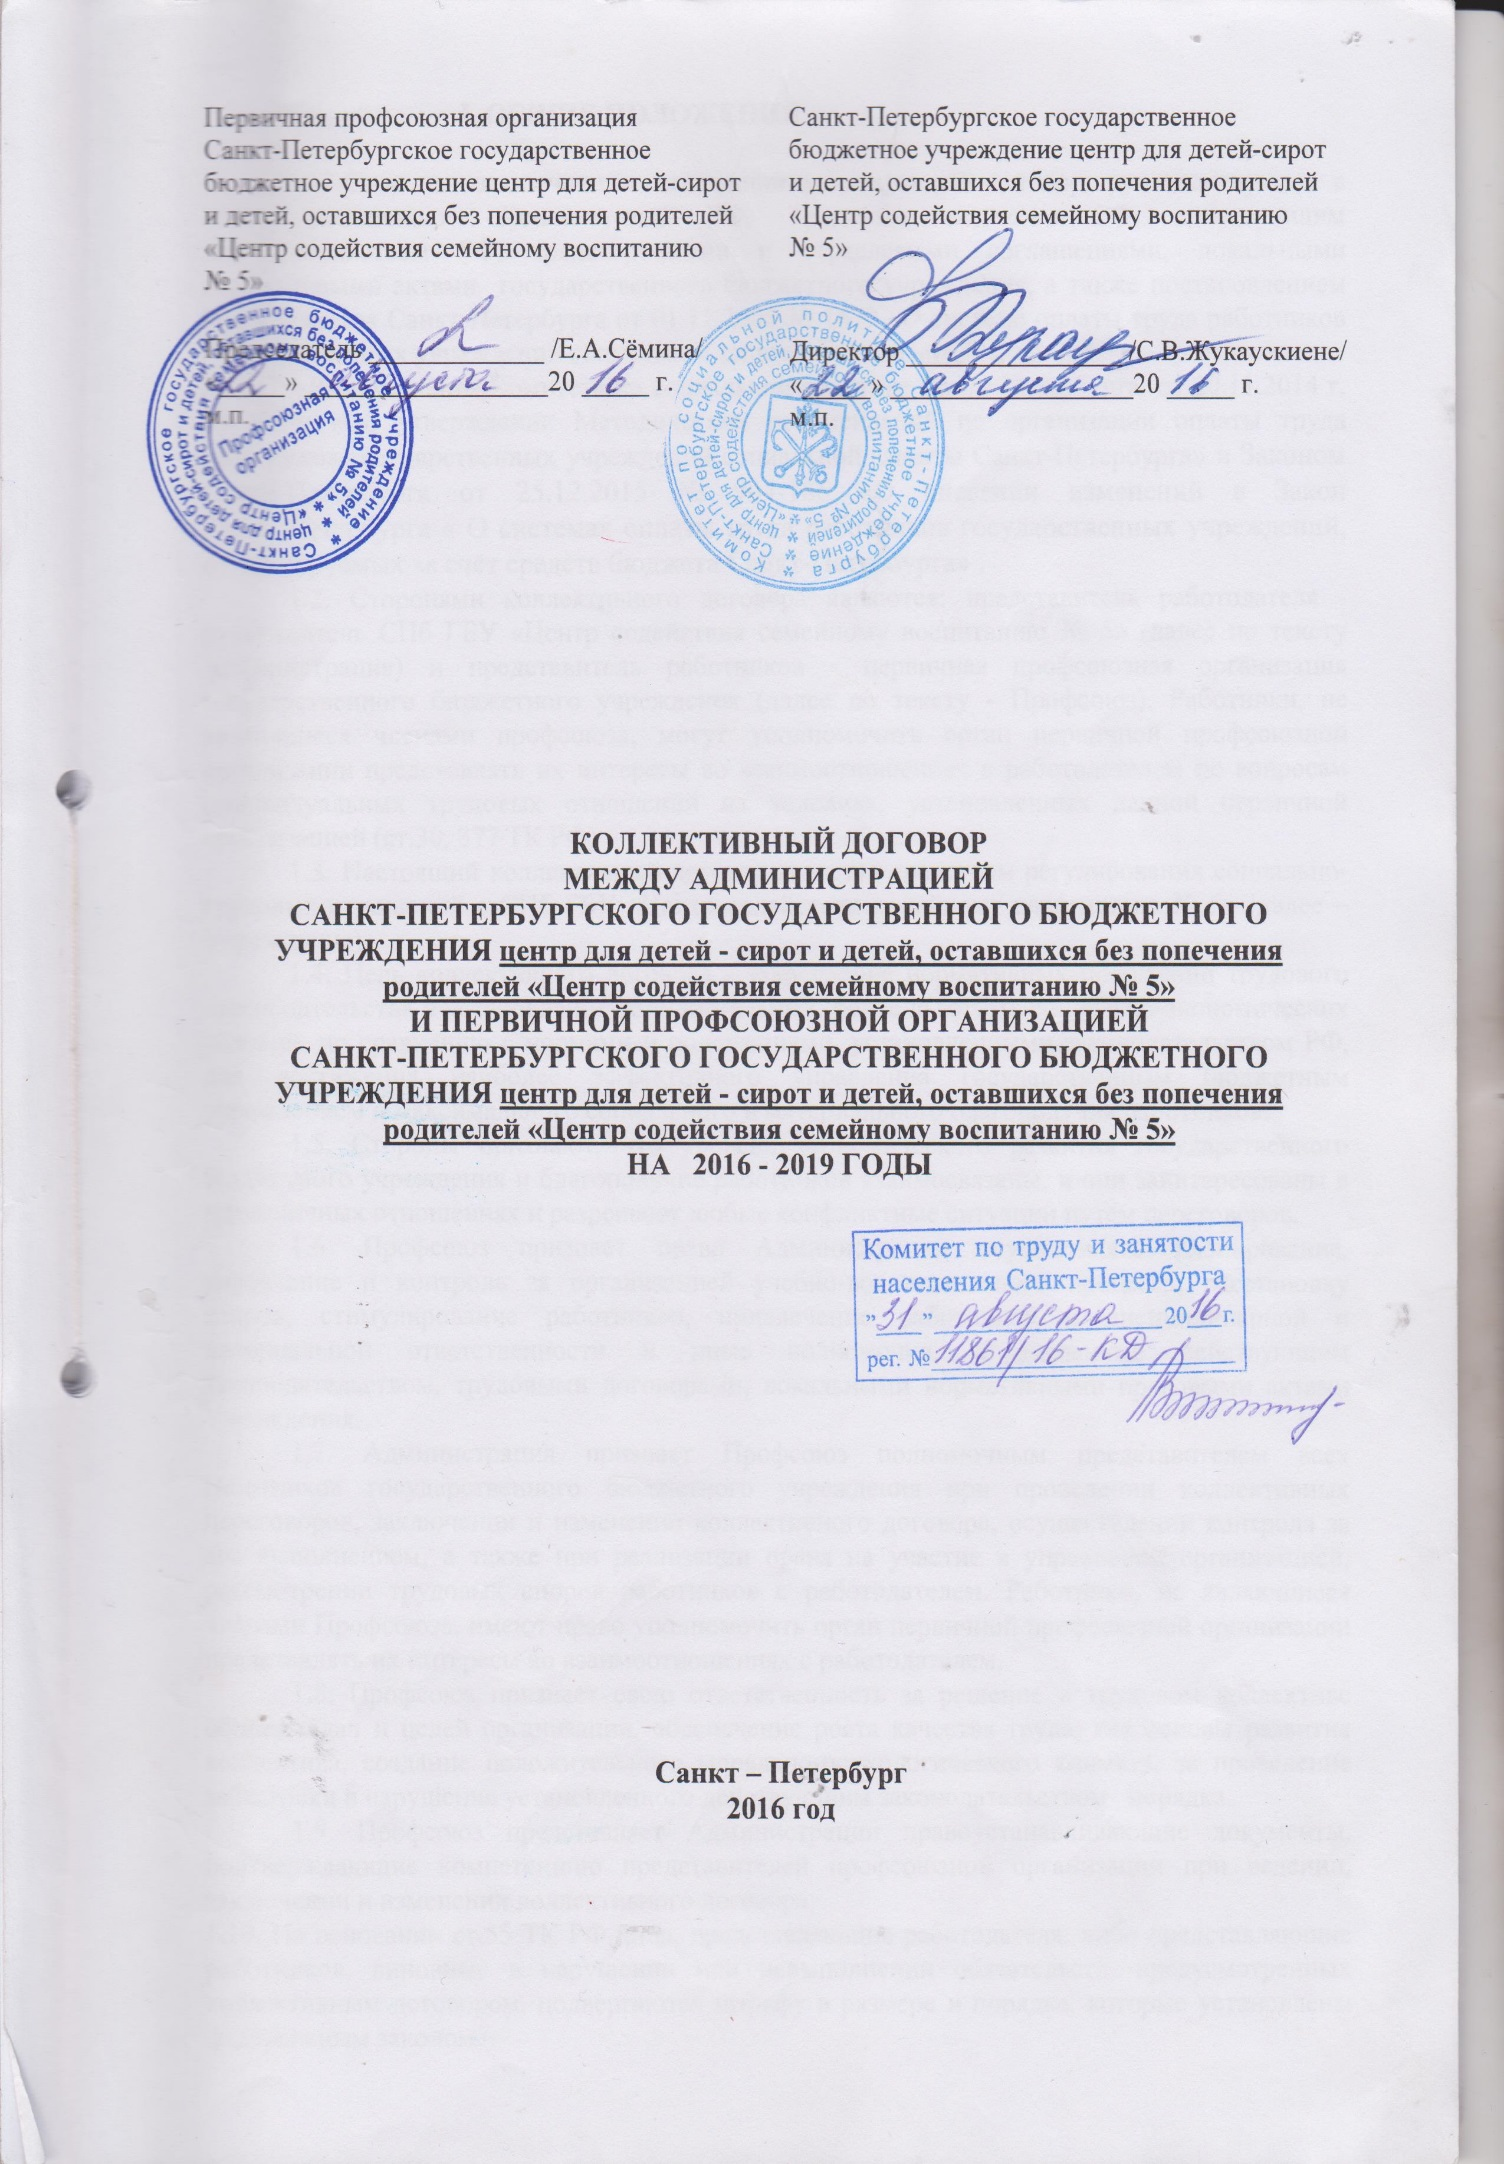 Первичная профсоюзная организация
Санкт-Петербургское государственное
бюджетное учреждение центр для детей-сирот
и детей, оставшихся без попечения родителей
«Центр содействия семейному воспитанию
№ 5»
Председатель ____________ /Е.А.Сёмина/
« 22 » августа 20 16 г.
м.п.
Санкт-Петербургское государственное
бюджетное учреждение центр для детей-сирот
и детей, оставшихся без попечения родителей
«Центр содействия семейному воспитанию
№ 5»
Директор ____________ /С.В.Жукаускиене/
« 22 » августа 20 16 г.
м.п.
Профсоюзная
организация
КОЛЛЕКТИВНЫЙ ДОГОВОР
МЕЖДУ АДМИНИСТРАЦИЕЙ
САНКТ-ПЕТЕРБУРГСКОГО ГОСУДАРСТВЕННОГО БЮДЖЕТНОГО
УЧРЕЖДЕНИЯ центр для детей - сирот и детей, оставшихся без попечения
родителей «Центр содействия семейному воспитанию № 5»
И ПЕРВИЧНОЙ ПРОФСОЮЗНОЙ ОРГАНИЗАЦИЕЙ
САНКТ-ПЕТЕРБУРГСКОГО ГОСУДАРСТВЕННОГО БЮДЖЕТНОГО
УЧРЕЖДЕНИЯ центр для детей - сирот и детей, оставшихся без попечения
родителей «Центр содействия семейному воспитанию № 5»
НА 2016 - 2019 ГОДЫ
Комитет по труду и занятости
населения Санкт-Петербурга
"31" августа 2016 г.
рег. № 11861/16-КД
Санкт – Петербург
2016 год